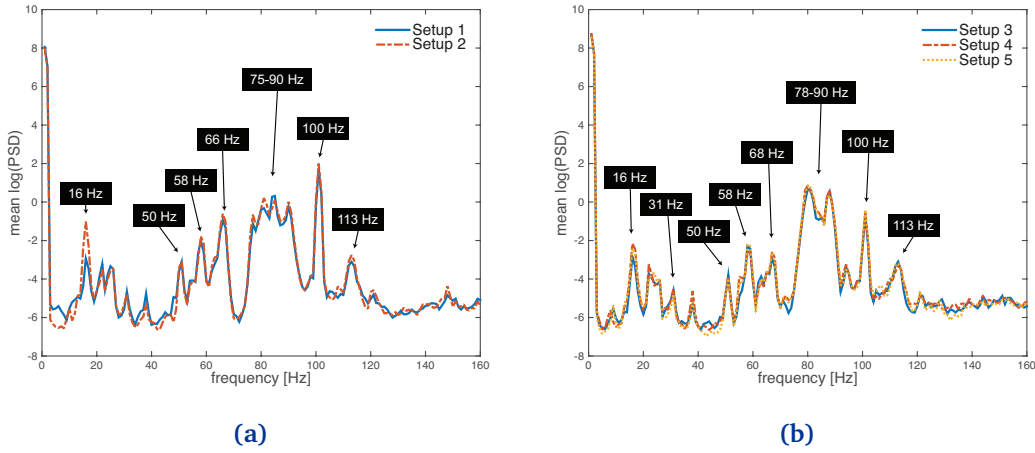 10
8
6
4
2
0
-2
-4
-6
-8
mean log(PSD)
0 20 40 60 80 100 120 140 160
frequency [Hz]
Setup 1
Setup 2
16 Hz
50 Hz
58 Hz
66 Hz
75-90 Hz
100 Hz
113 Hz
(a)
10
8
6
4
2
0
-2
-4
-6
-8
mean log(PSD)
0 20 40 60 80 100 120 140 160
frequency [Hz]
Setup 3
Setup 4
Setup 5
16 Hz
31 Hz
50 Hz
58 Hz
68 Hz
78-90 Hz
100 Hz
113 Hz
(b)